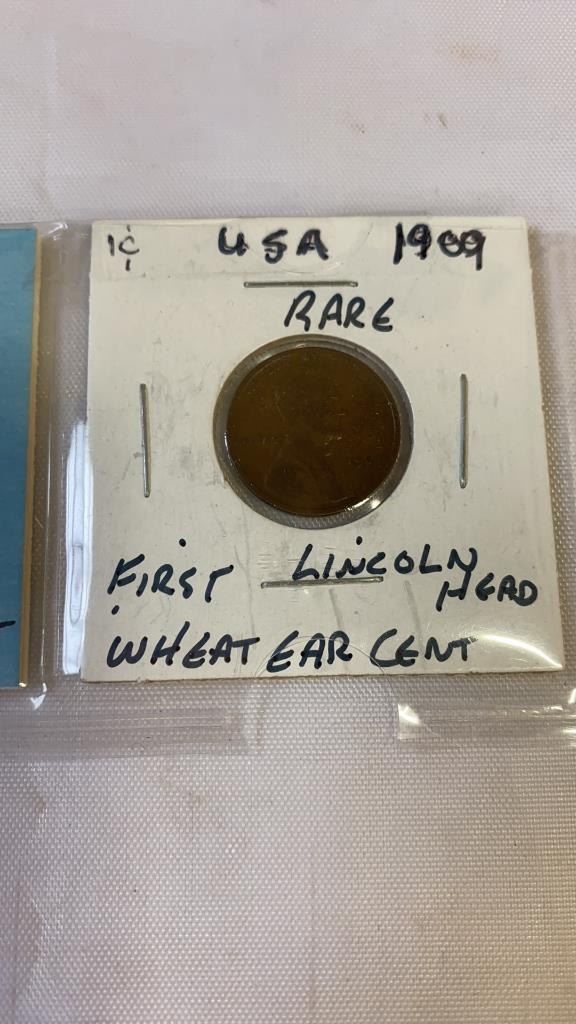 1¢ USA 1909
RARE
FIRST LINCOLN HEAD
WHEAT EAR CENT